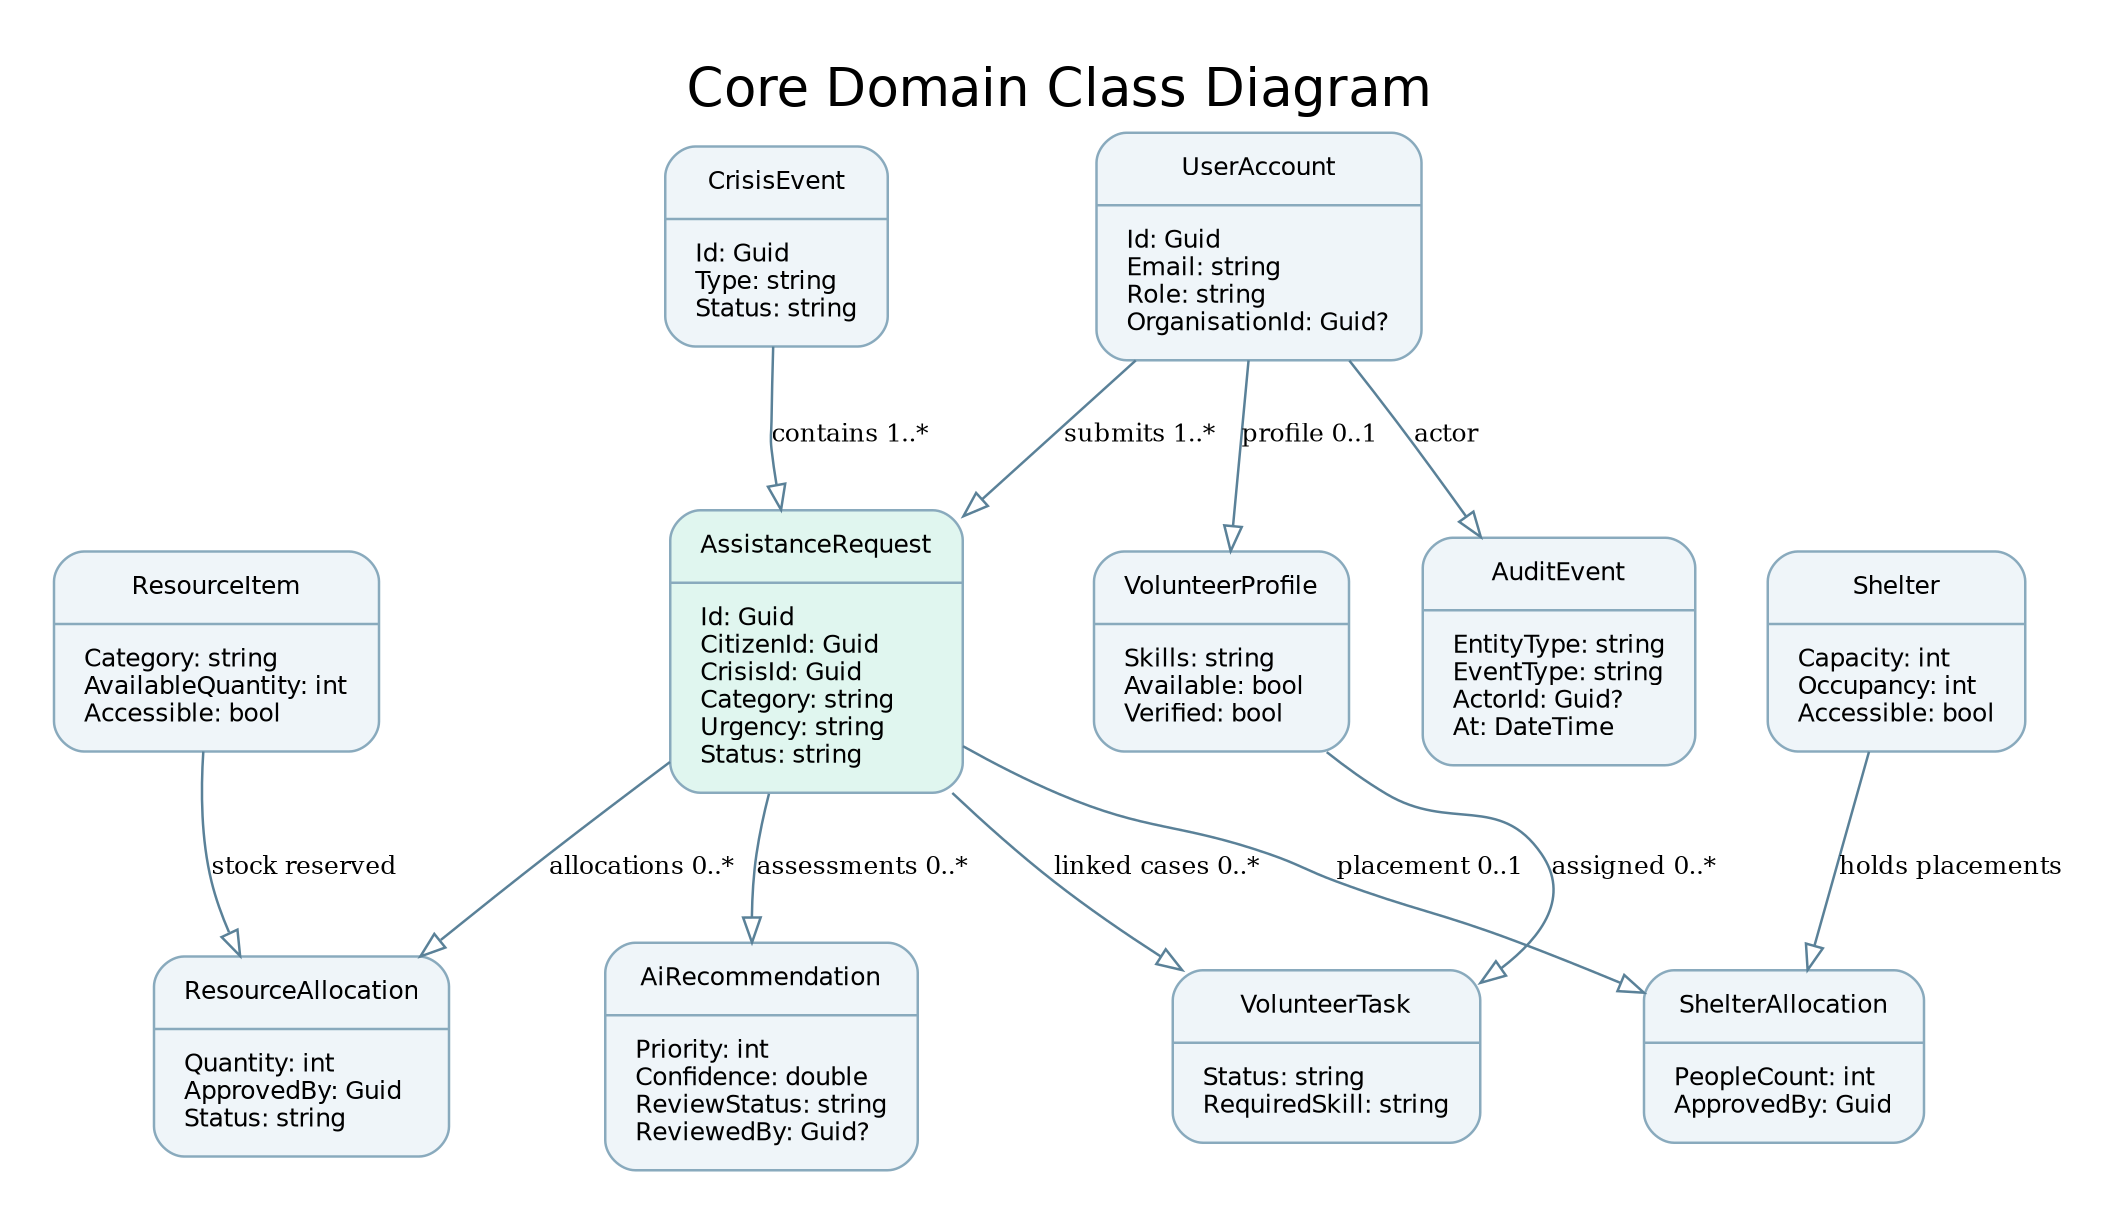 Core Domain Class Diagram
CrisisEvent
Id: Guid
Type: string
Status: string
UserAccount
Id: Guid
Email: string
Role: string
OrganisationId: Guid?
contains 1..*
submits 1..*
profile 0..1
actor
ResourceItem
Category: string
AvailableQuantity: int
Accessible: bool
AssistanceRequest
Id: Guid
CitizenId: Guid
CrisisId: Guid
Category: string
Urgency: string
Status: string
VolunteerProfile
Skills: string
Available: bool
Verified: bool
AuditEvent
EntityType: string
EventType: string
ActorId: Guid?
At: DateTime
Shelter
Capacity: int
Occupancy: int
Accessible: bool
stock reserved
allocations 0..*
assessments 0..*
linked cases 0..*
placement 0..1
assigned 0..*
holds placements
ResourceAllocation
Quantity: int
ApprovedBy: Guid
Status: string
AiRecommendation
Priority: int
Confidence: double
ReviewStatus: string
ReviewedBy: Guid?
VolunteerTask
Status: string
RequiredSkill: string
ShelterAllocation
PeopleCount: int
ApprovedBy: Guid